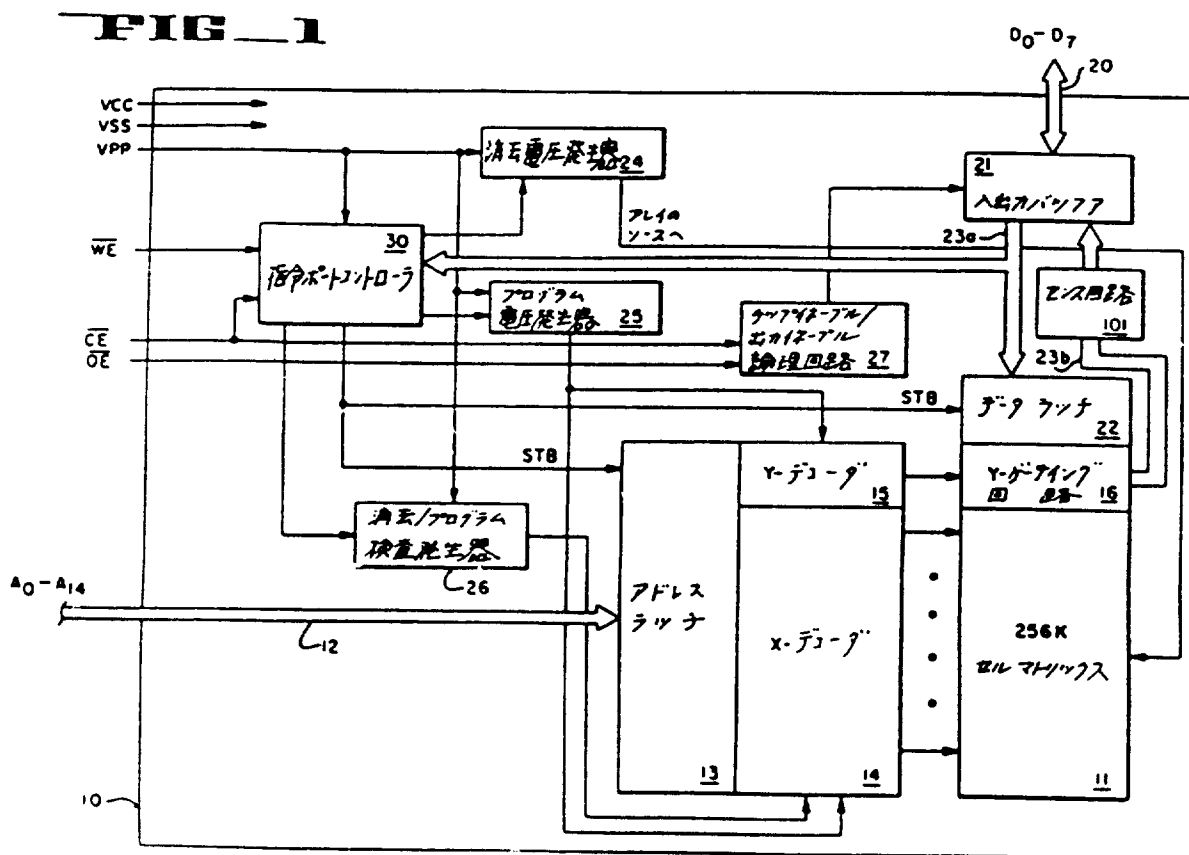 FIG_1
D0-D7
20
VCC
VSS
VPP
消去電圧発生器
24
21
入出力バッファ
アレイの
ソースへ
23a
WE
30
指令ポートコントローラ
プログラム
電圧発生器
25
センス回路
101
チップイネーブル/
出力イネーブル
論理回路
27
CE
OE
23b
STB
データ ラッチ
22
STB
Y-デコーダ
15
Y-ゲーティング
回 路
16
消去/プログラム
検査発生器
26
A0-A14
12
アドレス
ラッチ
X-デコーダ
256K
セル マトリックス
13
14
11
10